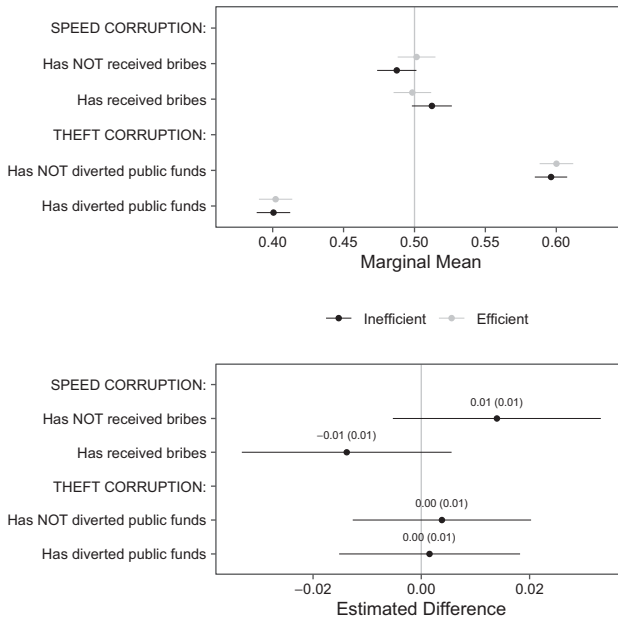 SPEED CORRUPTION:
Has NOT received bribes
Has received bribes
THEFT CORRUPTION:
Has NOT diverted public funds
Has diverted public funds
0.40 0.45 0.50 0.55 0.60
Marginal Mean
Inefficient Efficient
SPEED CORRUPTION:
0.01 (0.01)
Has NOT received bribes
−0.01 (0.01)
Has received bribes
THEFT CORRUPTION:
0.00 (0.01)
Has NOT diverted public funds
0.00 (0.01)
Has diverted public funds
−0.02 0.00 0.02
Estimated Difference